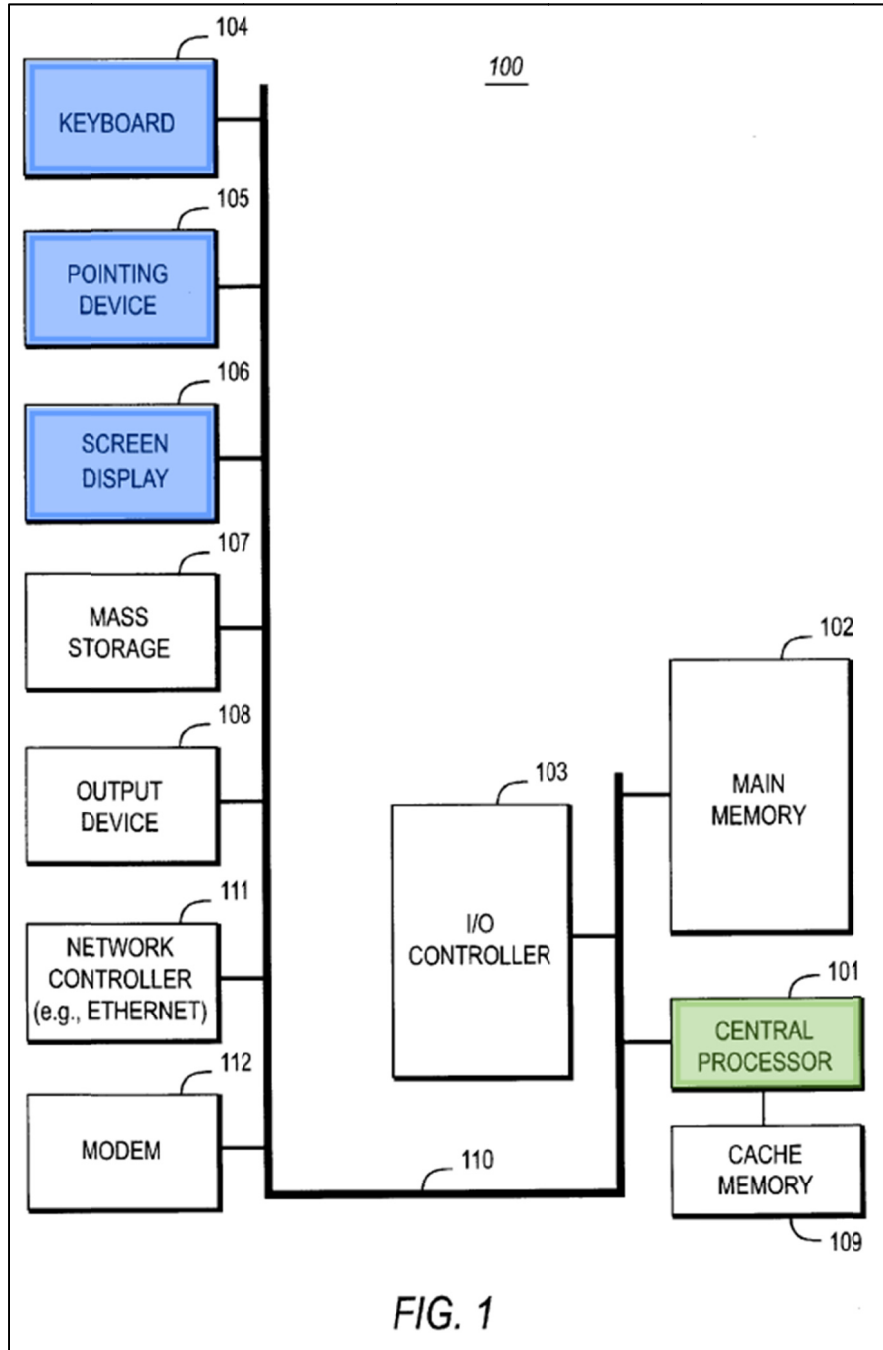 100
104
KEYBOARD
105
POINTING
DEVICE
106
SCREEN
DISPLAY
107
MASS
STORAGE
108
OUTPUT
DEVICE
111
NETWORK
CONTROLLER
(e.g., ETHERNET)
112
MODEM
110
103
I/O
CONTROLLER
102
MAIN
MEMORY
101
CENTRAL
PROCESSOR
CACHE
MEMORY
109
FIG. 1